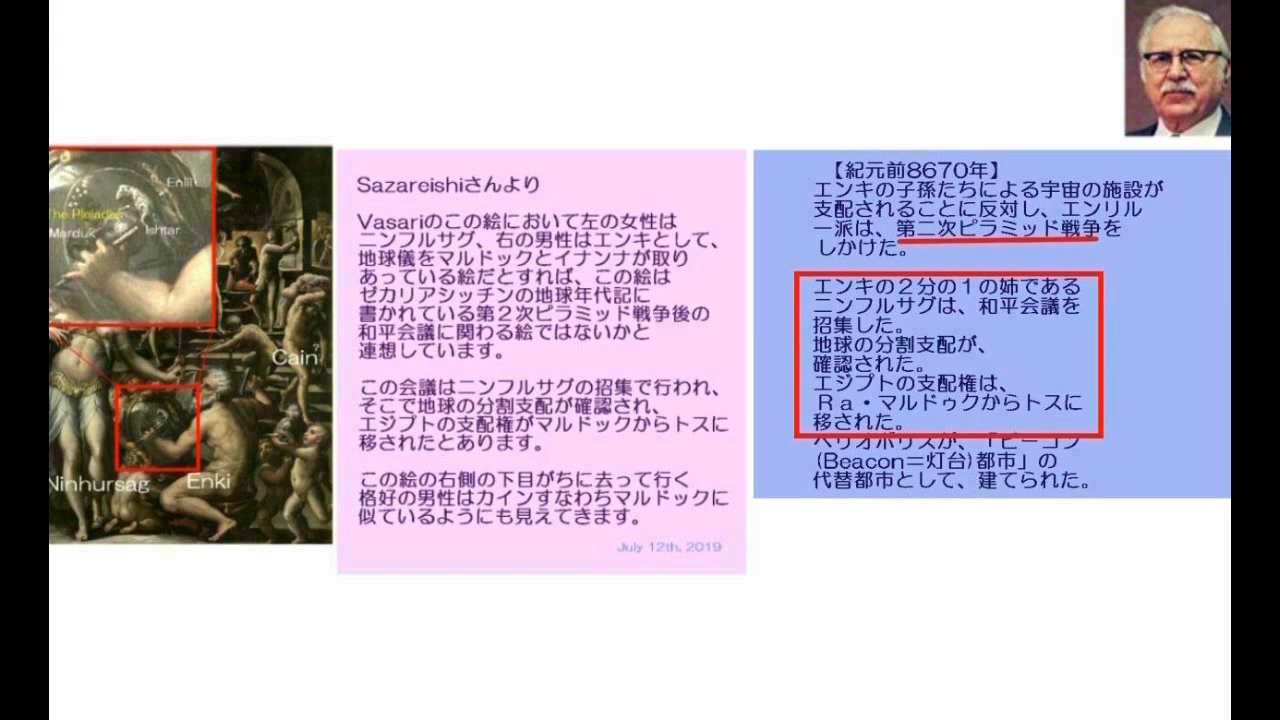 Enlil
The Pleiades
Marduk
Ishtar
Cain?
Ninhursag
Enki
Sazareishiさんより
Vasariのこの絵において左の女性は
ニンフルサグ、右の男性はエンキとして、
地球儀をマルドックとイナンナが取り
あっている絵だとすれば、この絵は
ゼカリアシッチンの地球年代記に
書かれている第2次ピラミッド戦争後の
和平会議に関わる絵ではないかと
連想しています。
この会議はニンフルサグの招集で行われ、
そこで地球の分割支配が確認され、
エジプトの支配権がマルドックからトスに
移されたとあります。
この絵の右側の下目がちに去って行く
格好の男性はカインすなわちマルドックに
似ているようにも見えてきます。
July 12th, 2019
【紀元前8670年】
エンキの子孫たちによる宇宙の施設が
支配されることに反対し、エンリル
一派は、第二次ピラミッド戦争を
しかけた。
エンキの２分の１の姉である
ニンフルサグは、和平会議を
招集した。
地球の分割支配が、
確認された。
エジプトの支配権は、
Ｒａ・マルドゥクからトスに
移された。
ヘリオポリスが、「ビーコン
(Beacon＝灯台)都市」の
代替都市として、建てられた。